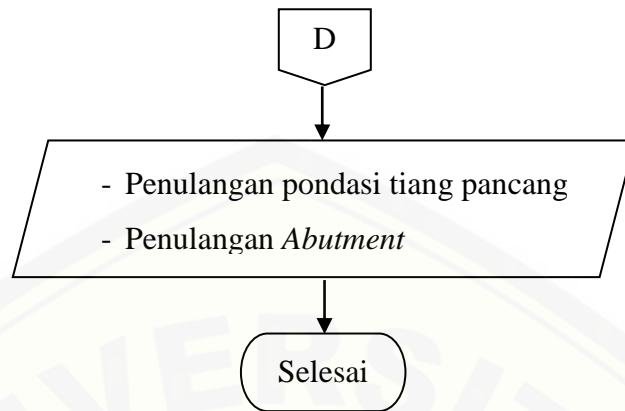 D
- Penulangan pondasi tiang pancang
- Penulangan Abutment
Selesai